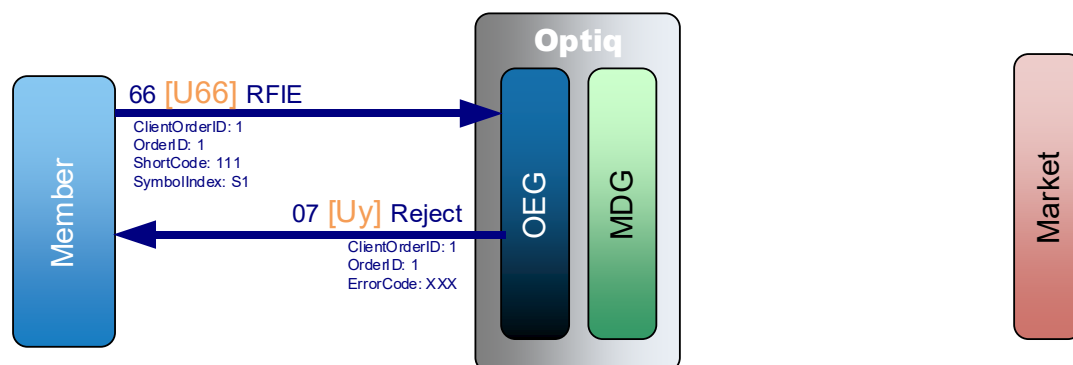 Optiq
66 [U66] RFIE
ClientOrderID: 1
OrderID: 1
ShortCode: 111
SymbolIndex: S1
Member
07 [Uy] Reject
ClientOrderID: 1
OrderID: 1
ErrorCode: XXX
OEG
MDG
Market